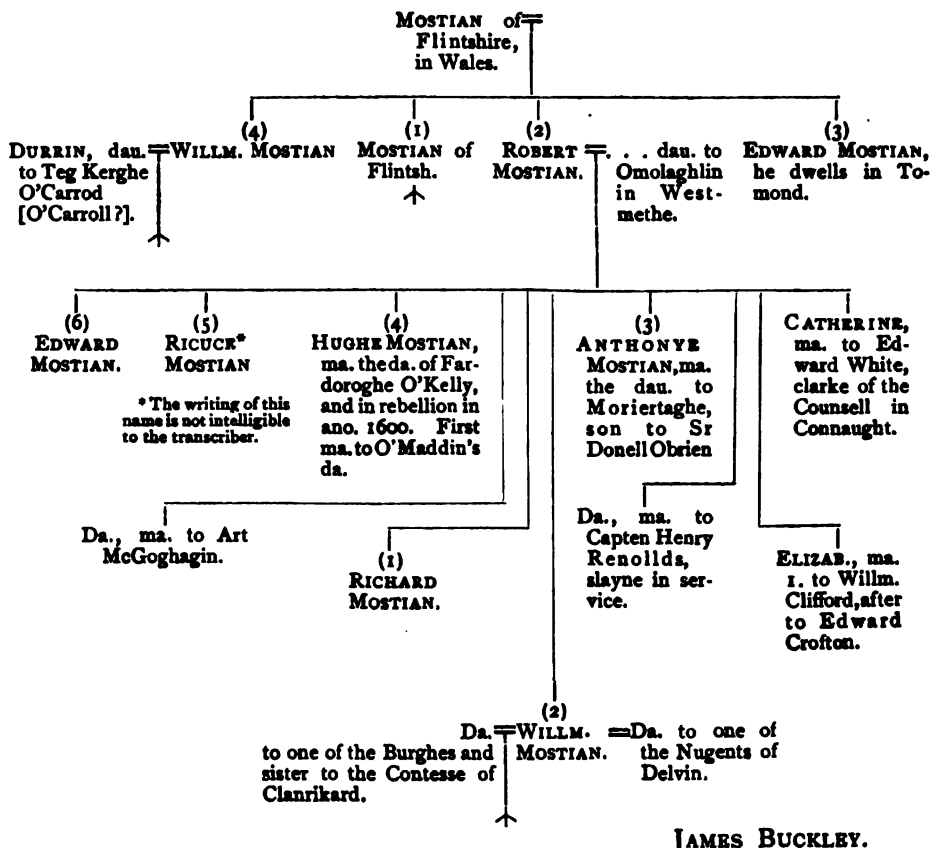 MOSTIAN of
Flintshire,
in Wales.
(4)
DURRIN, dau.
to Teg Kerghe
O'Carrod
[O'Carroll?].
WILLM. MOSTIAN
(1)
MOSTIAN of
Flintsh.
(2)
ROBERT
MOSTIAN.
. . . dau. to
Omolaghlin
in West-
methe.
(3)
EDWARD MOSTIAN,
he dwells in To-
mond.
(6)
EDWARD
MOSTIAN.
(5)
RICUCR*
MOSTIAN
* The writing of this
name is not intelligible
to the transcriber.
(4)
HUGHE MOSTIAN,
ma. the da. of Far-
doroghe O'Kelly,
and in rebellion in
ano. 1600. First
ma. to O'Maddin's
da.
(3)
ANTHONYE
MOSTIAN, ma.
the dau. to
Moriertaghe,
son to Sr
Donell Obrien
CATHERINE,
ma. to Ed-
ward White,
clarke of the
Counsell in
Connaught.
Da., ma. to Art
McGoghagin.
(1)
RICHARD
MOSTIAN.
Da., ma. to
Capten Henry
Renollds,
slayne in ser-
vice.
ELIZAB., ma.
1. to Willm.
Clifford, after
to Edward
Crofton.
(2)
Da.
to one of the Burghes and
sister to the Contesse of
Clanrikard.
WILLM.
MOSTIAN.
Da. to one of
the Nugents of
Delvin.
JAMES BUCKLEY.